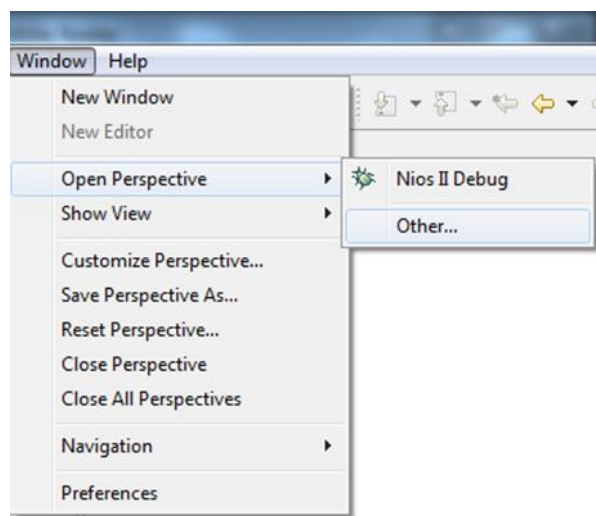 Window Help
New Window
New Editor
Open Perspective
Nios II Debug
Show View
Other...
Customize Perspective...
Save Perspective As...
Reset Perspective...
Close Perspective
Close All Perspectives
Navigation
Preferences